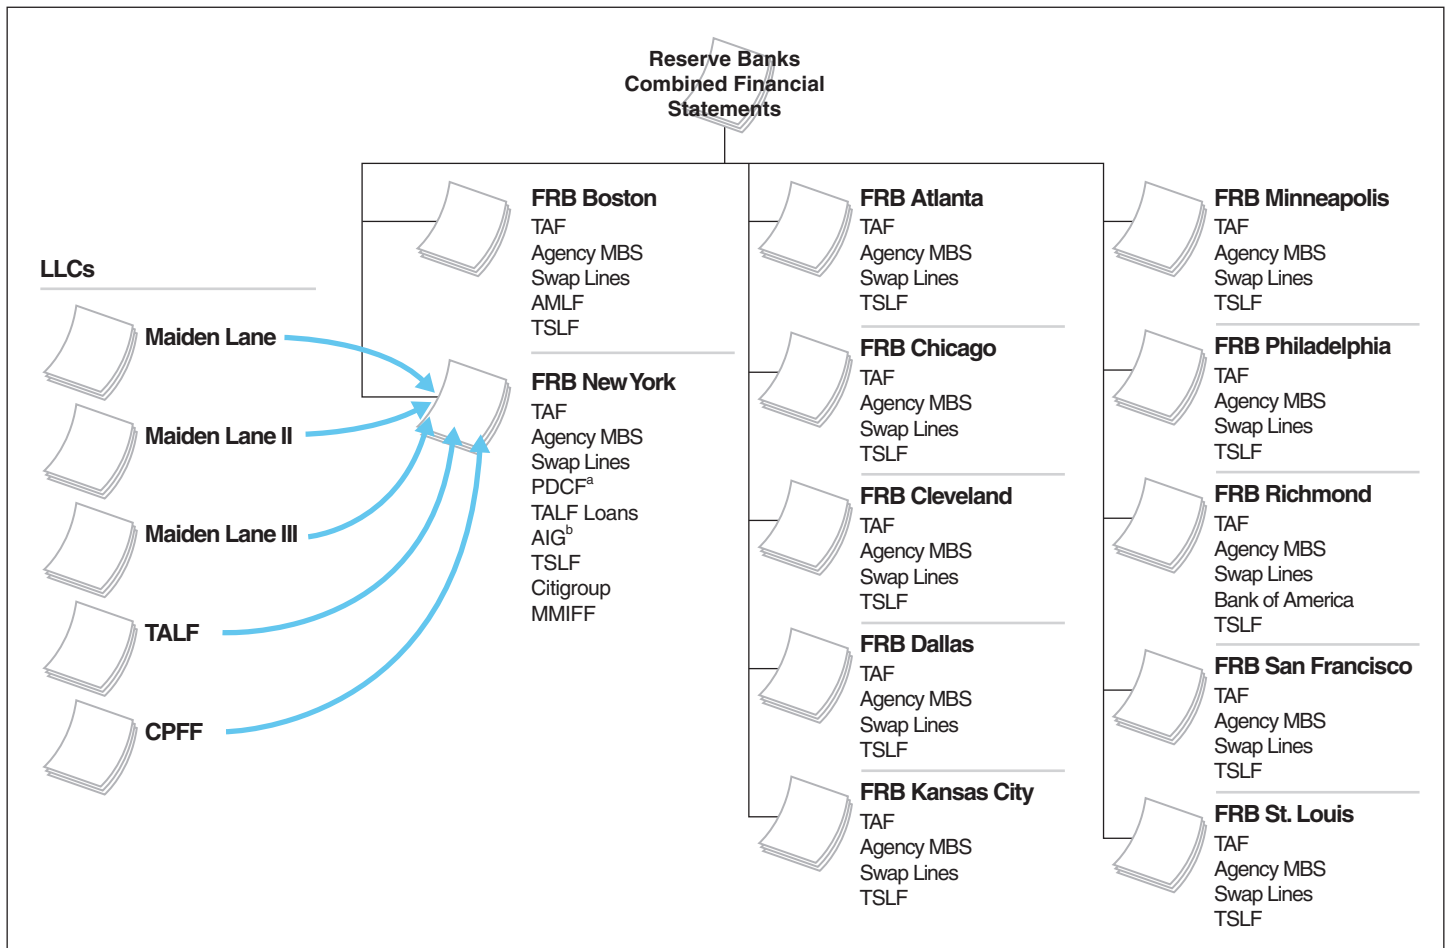 Reserve Banks
Combined Financial
Statements
LLCs
Maiden Lane
Maiden Lane II
Maiden Lane III
TALF
CPFF
FRB Boston
TAF
Agency MBS
Swap Lines
AMLF
TSLF
FRB New York
TAF
Agency MBS
Swap Lines
PDCFa
TALF Loans
AIGb
TSLF
Citigroup
MMIFF
FRB Atlanta
TAF
Agency MBS
Swap Lines
TSLF
FRB Chicago
TAF
Agency MBS
Swap Lines
TSLF
FRB Cleveland
TAF
Agency MBS
Swap Lines
TSLF
FRB Dallas
TAF
Agency MBS
Swap Lines
TSLF
FRB Kansas City
TAF
Agency MBS
Swap Lines
TSLF
FRB Minneapolis
TAF
Agency MBS
Swap Lines
TSLF
FRB Philadelphia
TAF
Agency MBS
Swap Lines
TSLF
FRB Richmond
TAF
Agency MBS
Swap Lines
Bank of America
TSLF
FRB San Francisco
TAF
Agency MBS
Swap Lines
TSLF
FRB St. Louis
TAF
Agency MBS
Swap Lines
TSLF